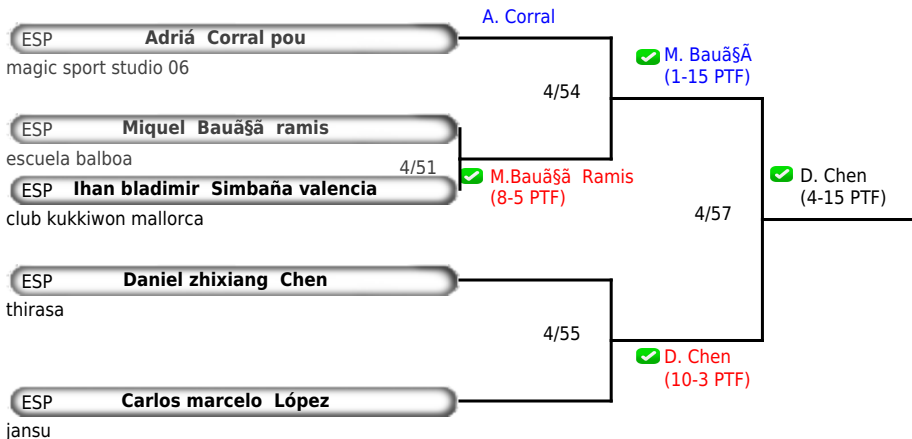 A. Corral
ESP Adriá Corral pou
magic sport studio 06
M. Bauã§Ã
(1-15 PTF)
4/54
ESP Miquel Bauã§ã ramis
escuela balboa
4/51
M.Bauã§ã Ramis
(8-5 PTF)
ESP Ihan bladimir Simbaña valencia
club kukkiwon mallorca
D. Chen
(4-15 PTF)
4/57
ESP Daniel zhixiang Chen
thirasa
4/55
D. Chen
(10-3 PTF)
ESP Carlos marcelo López
jansu